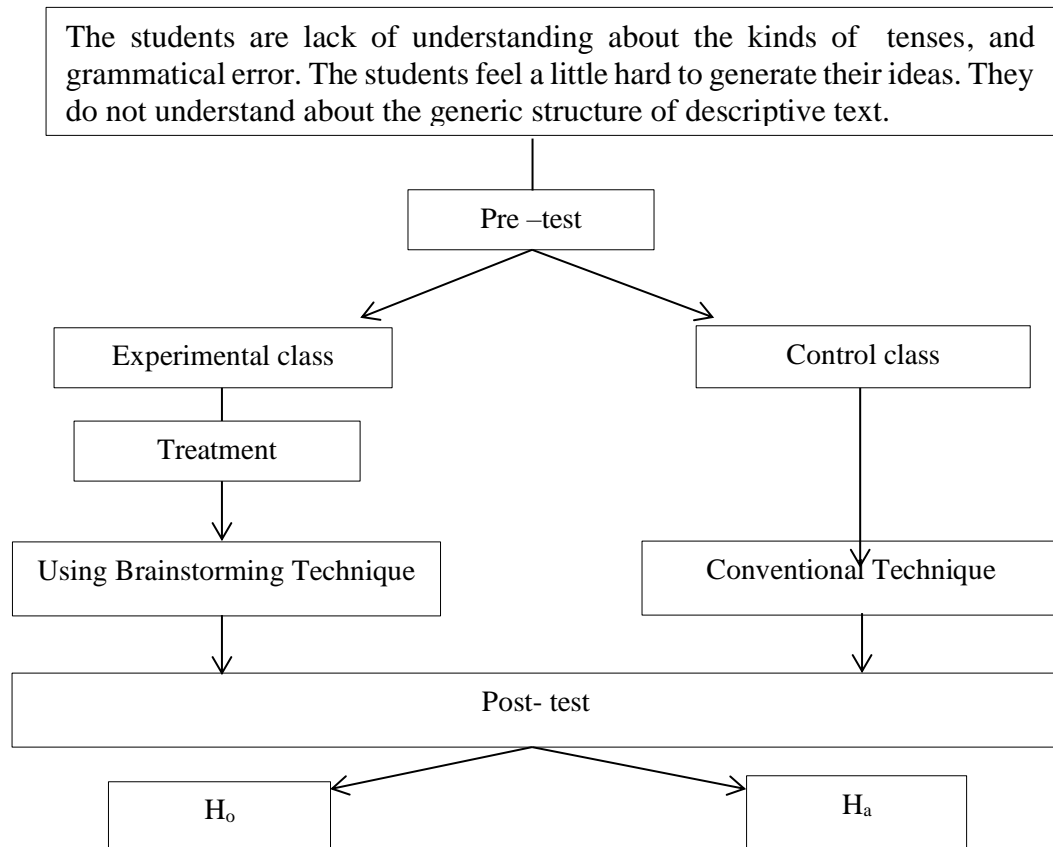 The students are lack of understanding about the kinds of tenses, and
grammatical error. The students feel a little hard to generate their ideas. They
do not understand about the generic structure of descriptive text.
Pre –test
Experimental class
Control class
Treatment
Using Brainstorming Technique
Conventional Technique
Post- test
Hₒ
Hₐ